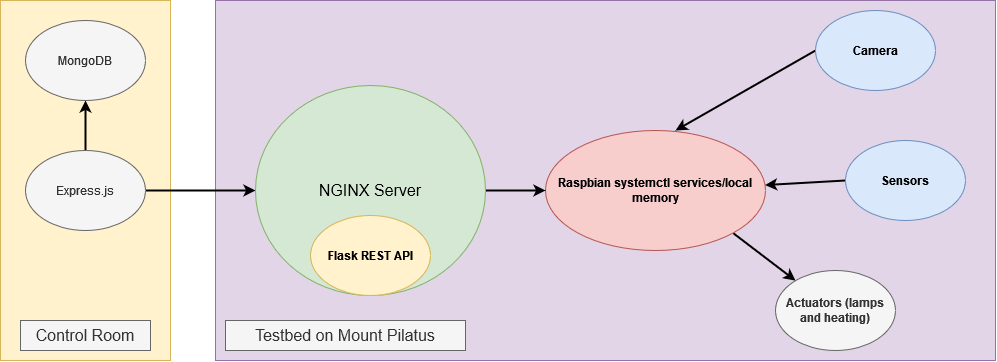 MongoDB
Express.js
Control Room
NGINX Server
Flask REST API
Testbed on Mount Pilatus
Raspbian systemctl services/local
memory
Camera
Sensors
Actuators (lamps
and heating)